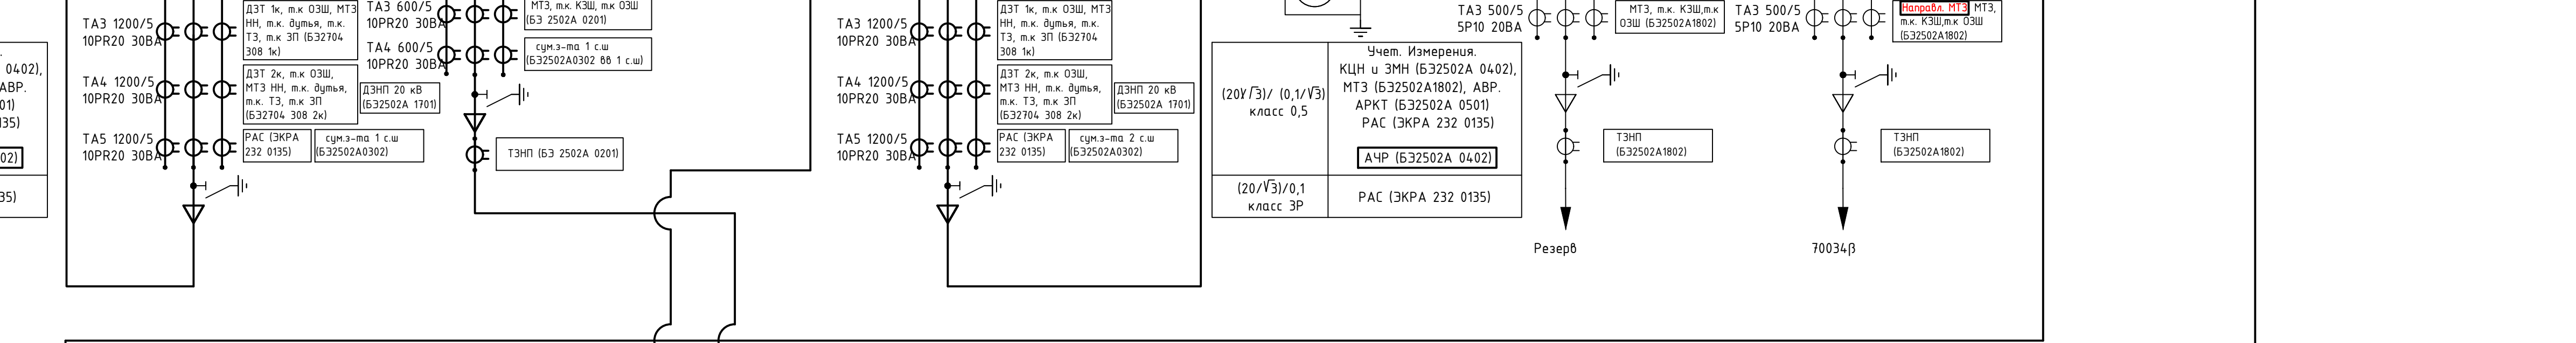 0402),
АВР.
01)
135)
02)
35)
ТА3 1200/5
10PR20 30ВА
ДЗТ 1к, т.к ОЗШ, МТЗ
НН, т.к. дутья, т.к.
ТЗ, т.к ЗП (БЭ2704
308 1к)
ТА4 1200/5
10PR20 30ВА
ДЗТ 2к, т.к ОЗШ,
МТЗ НН, т.к. дутья,
т.к. ТЗ, т.к ЗП
(БЭ2704 308 2к)
ДЗНП 20 кВ
(БЭ2502А 1701)
ТА5 1200/5
10PR20 30ВА
РАС (ЭКРА
232 0135)
сум.з-та 1 с.ш
(БЭ2502А0302)
ТА3 600/5
10PR20 30ВА
МТЗ, т.к. КЗШ, т.к ОЗШ
(БЭ 2502А 0201)
ТА4 600/5
10PR20 30ВА
сум.з-та 1 с.ш
(БЭ2502А0302 вв 1 с.ш)
ТЗНП (БЭ 2502А 0201)
ТА3 1200/5
10PR20 30ВА
ДЗТ 1к, т.к ОЗШ, МТЗ
НН, т.к. дутья, т.к.
ТЗ, т.к ЗП (БЭ2704
308 1к)
ТА4 1200/5
10PR20 30ВА
ДЗТ 2к, т.к ОЗШ,
МТЗ НН, т.к. дутья,
т.к. ТЗ, т.к ЗП
(БЭ2704 308 2к)
ДЗНП 20 кВ
(БЭ2502А 1701)
ТА5 1200/5
10PR20 30ВА
РАС (ЭКРА
232 0135)
сум.з-та 2 с.ш
(БЭ2502А0302)
(20/√3)/ (0,1/√3)
класс 0,5
Учет. Измерения.
КЦН и ЗМН (БЭ2502А 0402),
МТЗ (БЭ2502А1802), АВР.
АРКТ (БЭ2502А 0501)
РАС (ЭКРА 232 0135)
АЧР (БЭ2502А 0402)
(20/√3)/0,1
класс 3Р
РАС (ЭКРА 232 0135)
ТА3 500/5
5Р10 20ВА
МТЗ, т.к. КЗШ,т.к
ОЗШ (БЭ2502А1802)
ТЗНП
(БЭ2502А1802)
Резерв
ТА3 500/5
5Р10 20ВА
Направл. МТЗ МТЗ,
т.к. КЗШ,т.к ОЗШ
(БЭ2502А1802)
ТЗНП
(БЭ2502А1802)
70034β